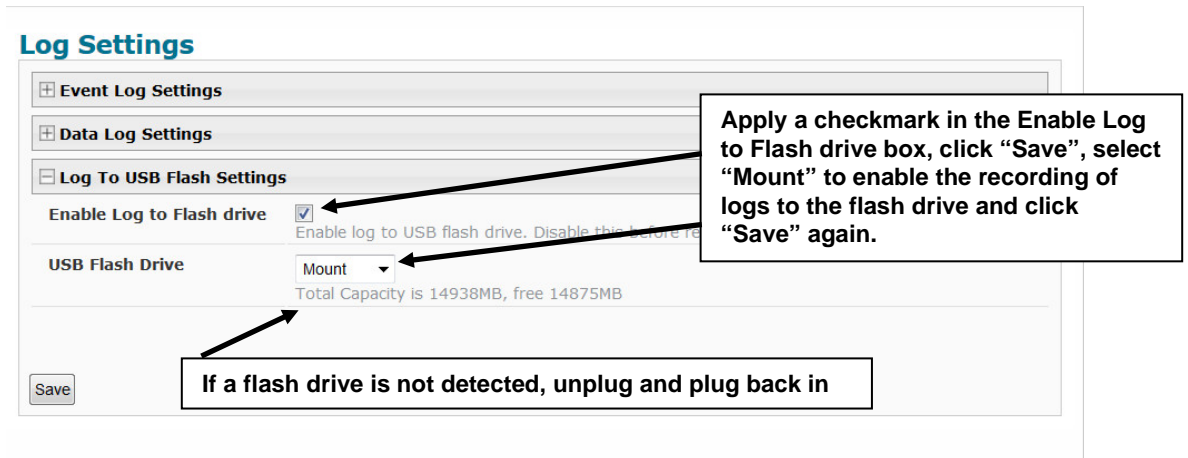 Log Settings
Event Log Settings
Data Log Settings
Log To USB Flash Settings
Apply a checkmark in the Enable Log
to Flash drive box, click “Save”, select
“Mount” to enable the recording of
logs to the flash drive and click
“Save” again.
Enable Log to Flash drive
Enable log to USB flash drive. Disable this before
USB Flash Drive
Mount
Total Capacity is 14938MB, free 14875MB
If a flash drive is not detected, unplug and plug back in
Save